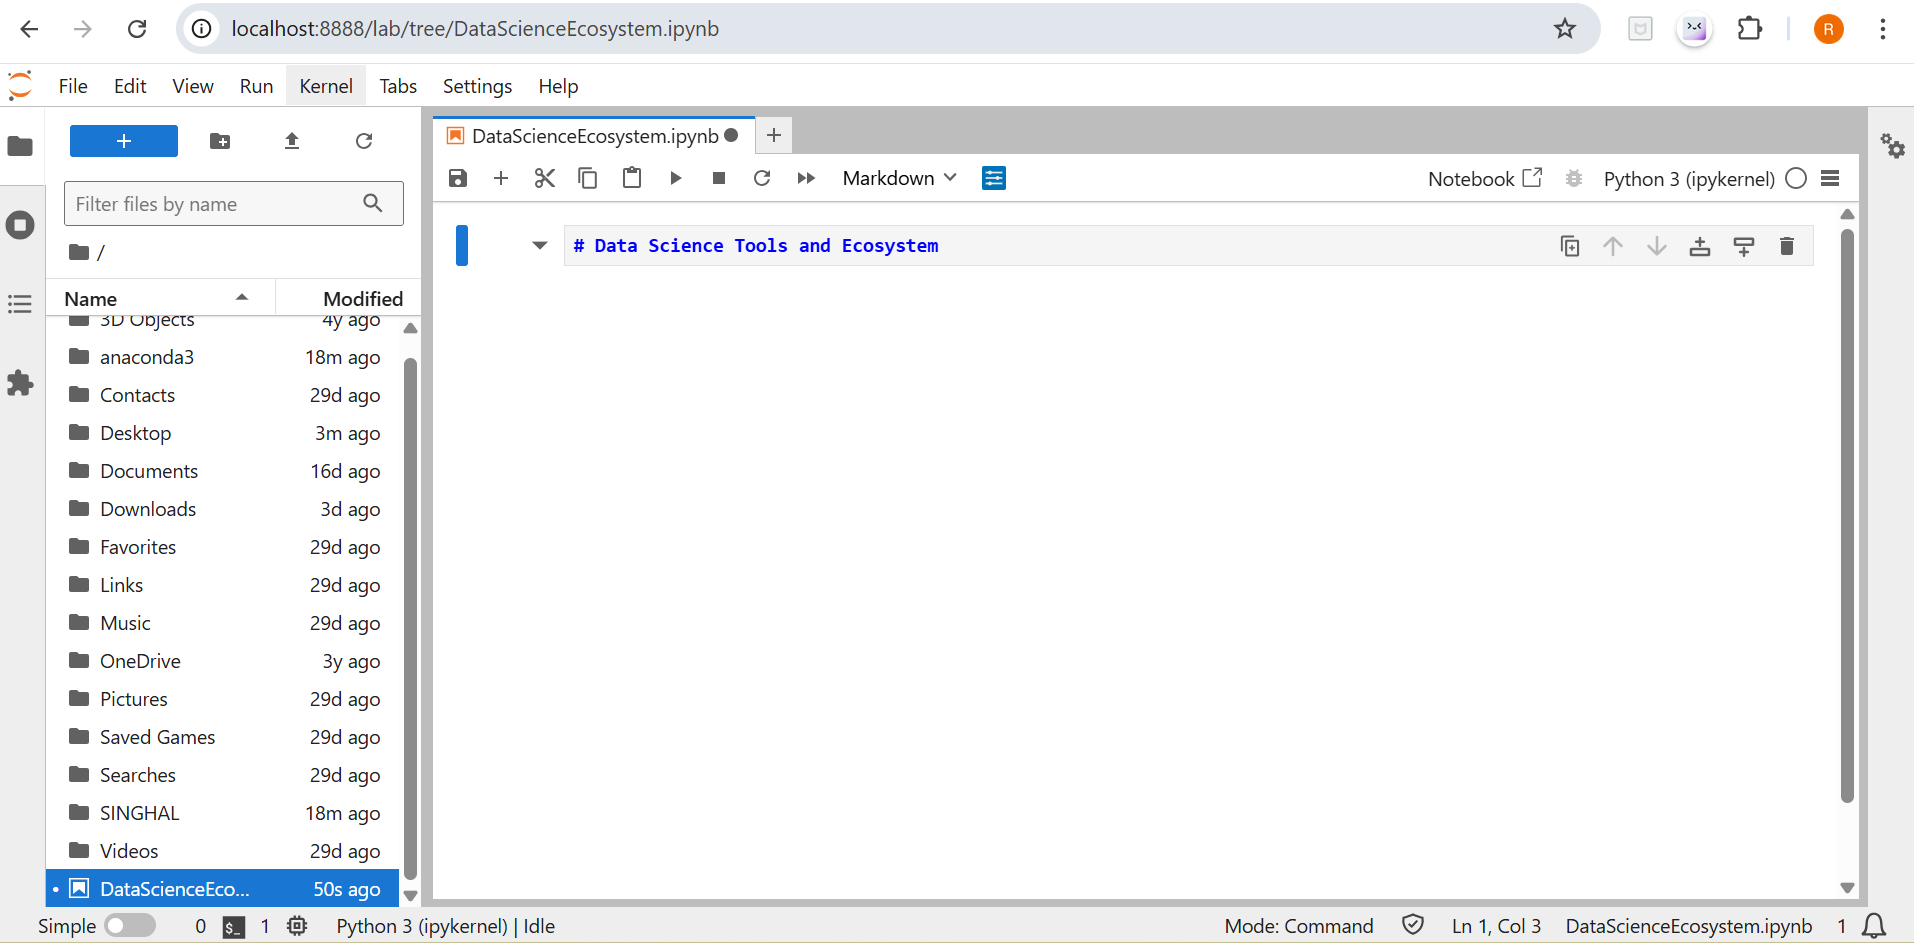 localhost:8888/lab/tree/DataScienceEcosystem.ipynb
R
File Edit View Run Kernel Tabs Settings Help
DataScienceEcosystem.ipynb
Markdown
Notebook
Python 3 (ipykernel)
Filter files by name
/
Name Modified
3D Objects 4y ago
anaconda3 18m ago
Contacts 29d ago
Desktop 3m ago
Documents 16d ago
Downloads 3d ago
Favorites 29d ago
Links 29d ago
Music 29d ago
OneDrive 3y ago
Pictures 29d ago
Saved Games 29d ago
Searches 29d ago
SINGHAL 18m ago
Videos 29d ago
DataScienceEco... 50s ago
# Data Science Tools and Ecosystem
Simple 0 $_ 1 Python 3 (ipykernel) | Idle Mode: Command Ln 1, Col 3 DataScienceEcosystem.ipynb 1